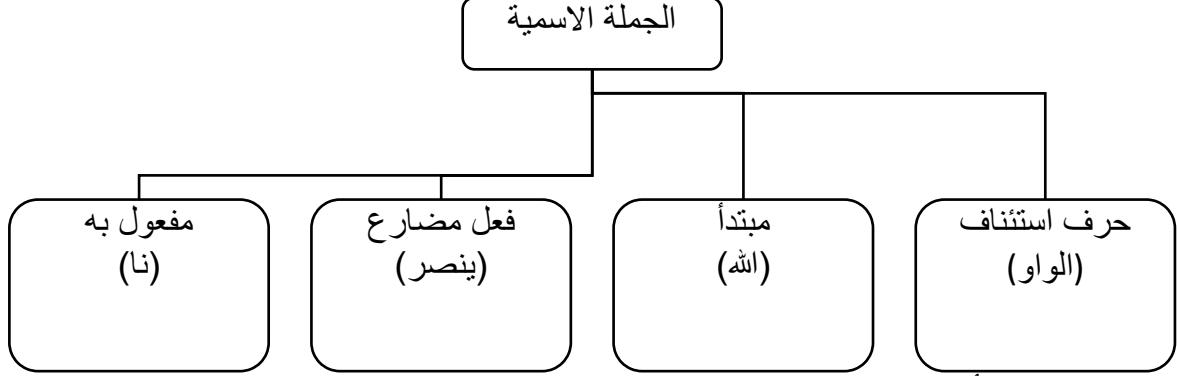 الجملة الاسمية
حرف استئناف
(الواو)
مبتدأ
(الله)
فعل مضارع
(ينصر)
مفعول به
(نا)